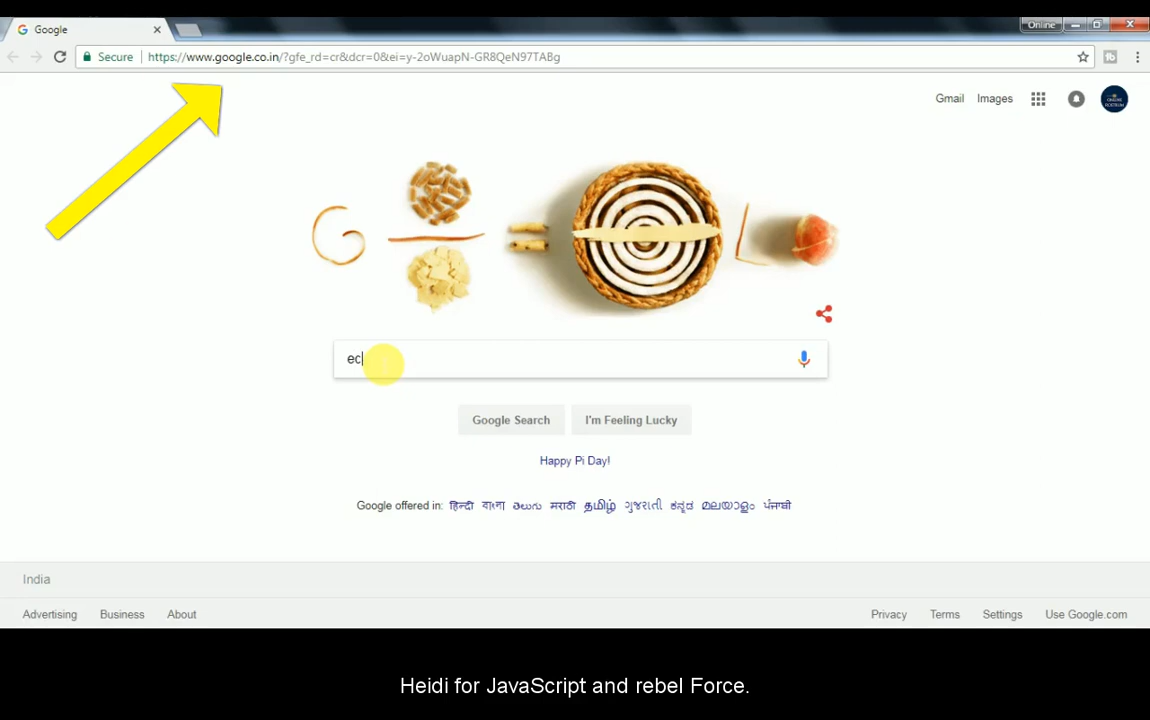 Google
Online
Secure
https://www.google.co.in/?gfe_rd=cr&dcr=0&ei=y-2oWuapN-GR8QeN97TABg
Gmail Images
ec
Google Search I'm Feeling Lucky
Happy Pi Day!
Google offered in: हिन्दी বাংলা తెలుగు मराठी தமிழ் ગુજરાતી ಕನ್ನಡ മലയാളം ਪੰਜਾਬੀ
India
Advertising Business About Privacy Terms Settings Use Google.com
Heidi for JavaScript and rebel Force.